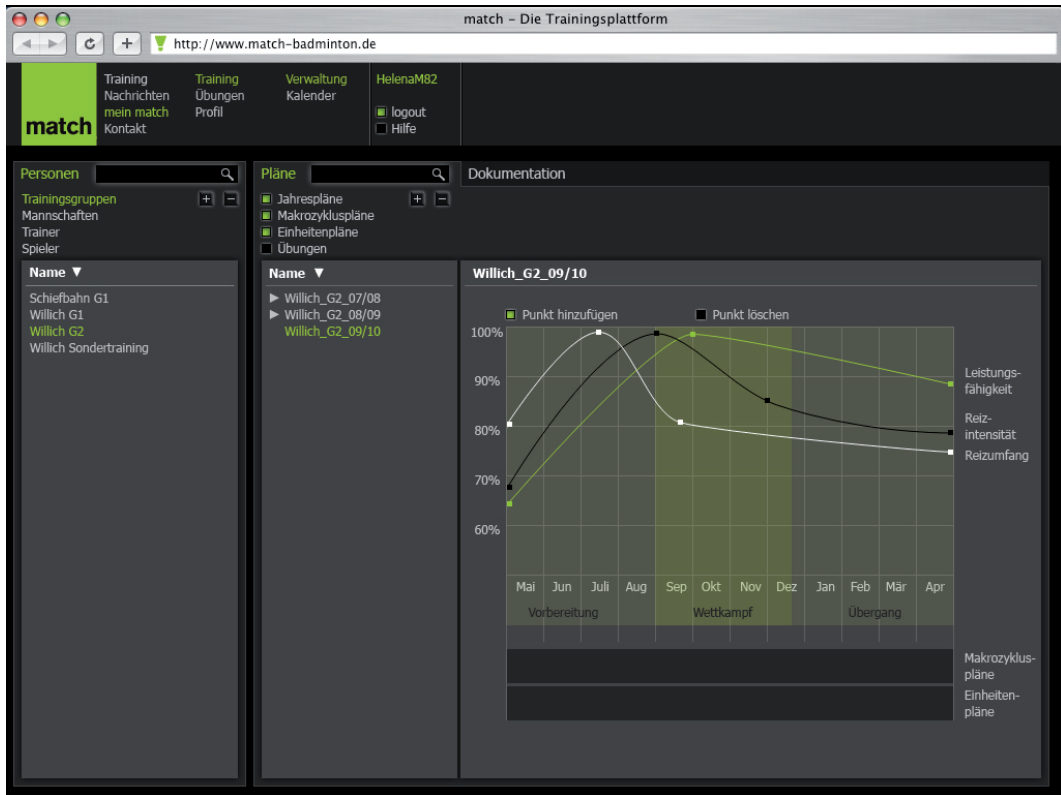 match – Die Trainingsplattform
http://www.match-badminton.de
match
Training
Nachrichten
mein match
Kontakt
Training
Übungen
Profil
Verwaltung
Kalender
HelenaM82
logout
Hilfe
Personen
Trainingsgruppen
Mannschaften
Trainer
Spieler
Name ▼
Schiefbahn G1
Willich G1
Willich G2
Willich Sondertraining
Pläne
Jahrespläne
Makrozykluspläne
Einheitenpläne
Übungen
Name ▼
Willich_G2_07/08
Willich_G2_08/09
Willich_G2_09/10
Dokumentation
Willich_G2_09/10
Punkt hinzufügen Punkt löschen
100%
90%
80%
70%
60%
Leistungs-
fähigkeit
Reiz-
intensität
Reizumfang
Mai Jun Juli Aug Sep Okt Nov Dez Jan Feb Mär Apr
Vorbereitung Wettkampf Übergang
Makrozyklus-
pläne
Einheiten-
pläne